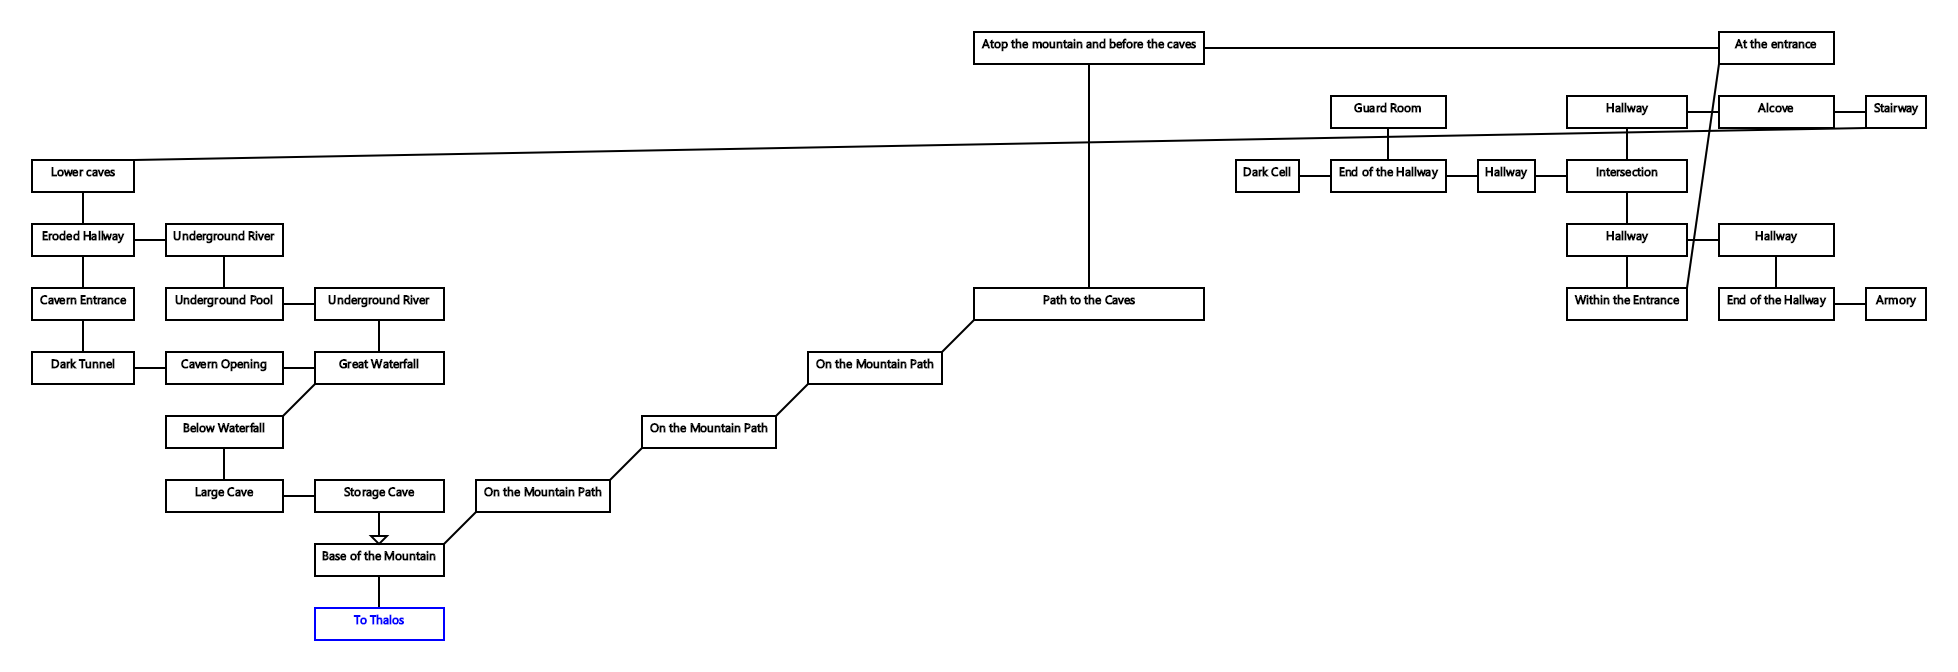 Atop the mountain and before the caves
At the entrance
Guard Room
Hallway
Alcove
Stairway
Lower caves
Dark Cell
End of the Hallway
Hallway
Intersection
Eroded Hallway
Underground River
Hallway
Hallway
Cavern Entrance
Underground Pool
Underground River
Path to the Caves
Within the Entrance
End of the Hallway
Armory
Dark Tunnel
Cavern Opening
Great Waterfall
On the Mountain Path
Below Waterfall
On the Mountain Path
Large Cave
Storage Cave
On the Mountain Path
Base of the Mountain
To Thalos